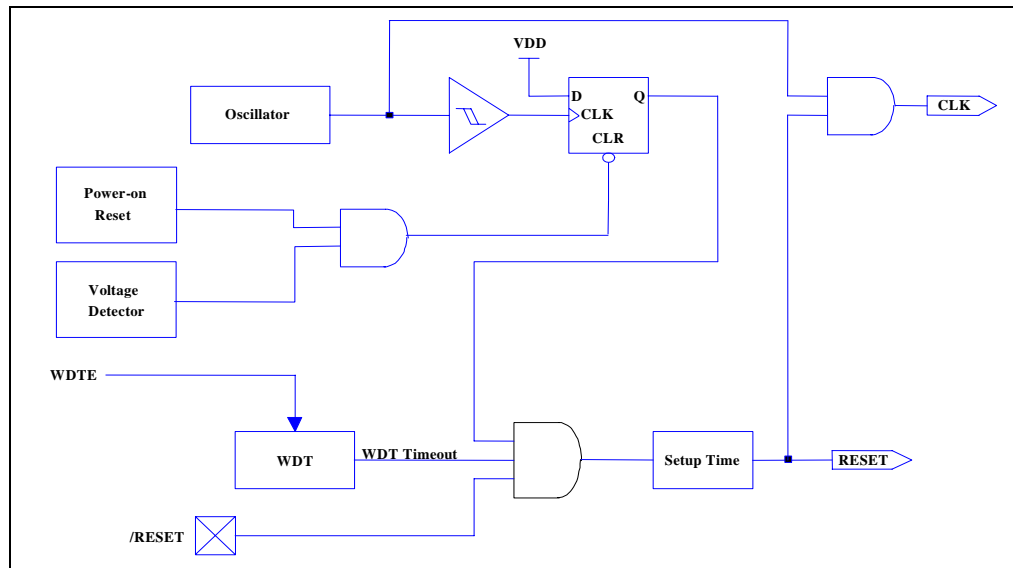 VDD
D
Q
CLK
CLR
Oscillator
CLK
Power-on
Reset
Voltage
Detector
WDTE
WDT
WDT Timeout
Setup Time
RESET
/RESET